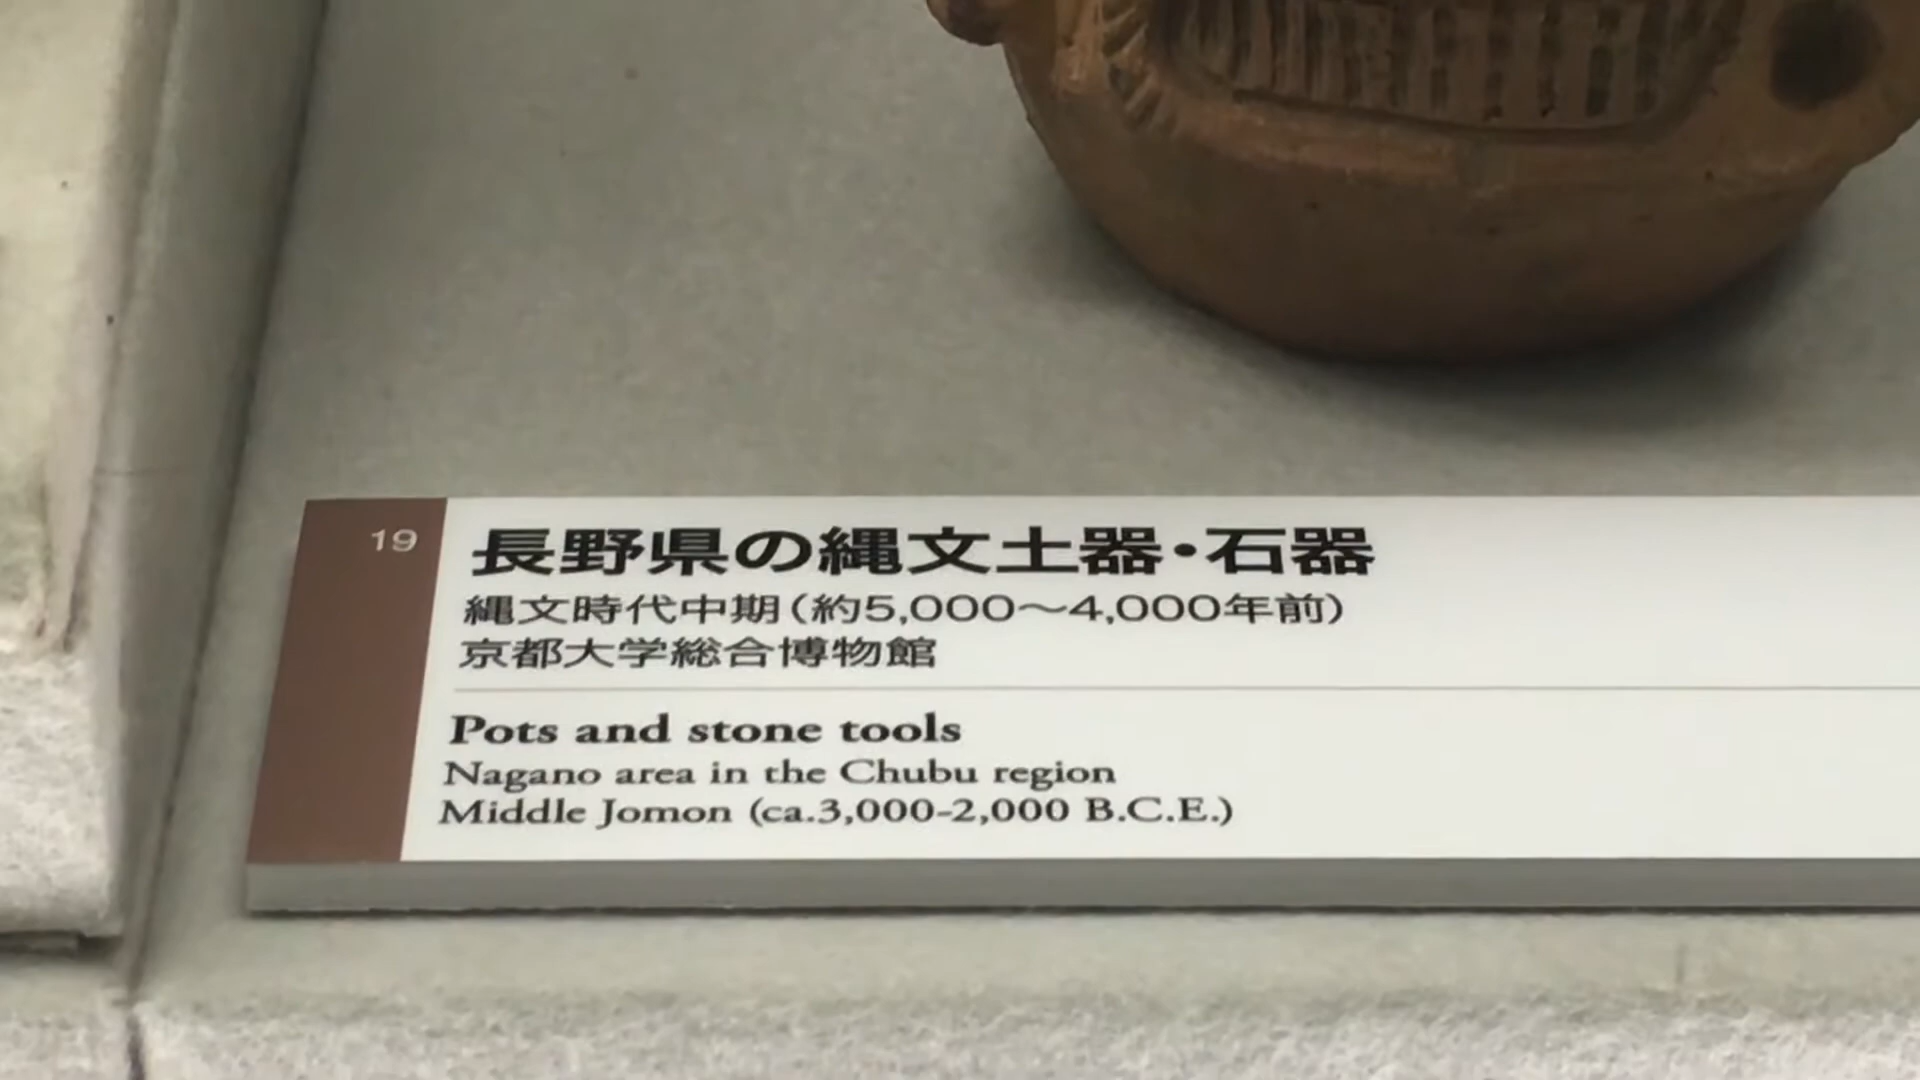 19
長野県の縄文土器・石器
縄文時代中期（約5,000〜4,000年前）
京都大学総合博物館
Pots and stone tools
Nagano area in the Chubu region
Middle Jomon (ca.3,000-2,000 B.C.E.)